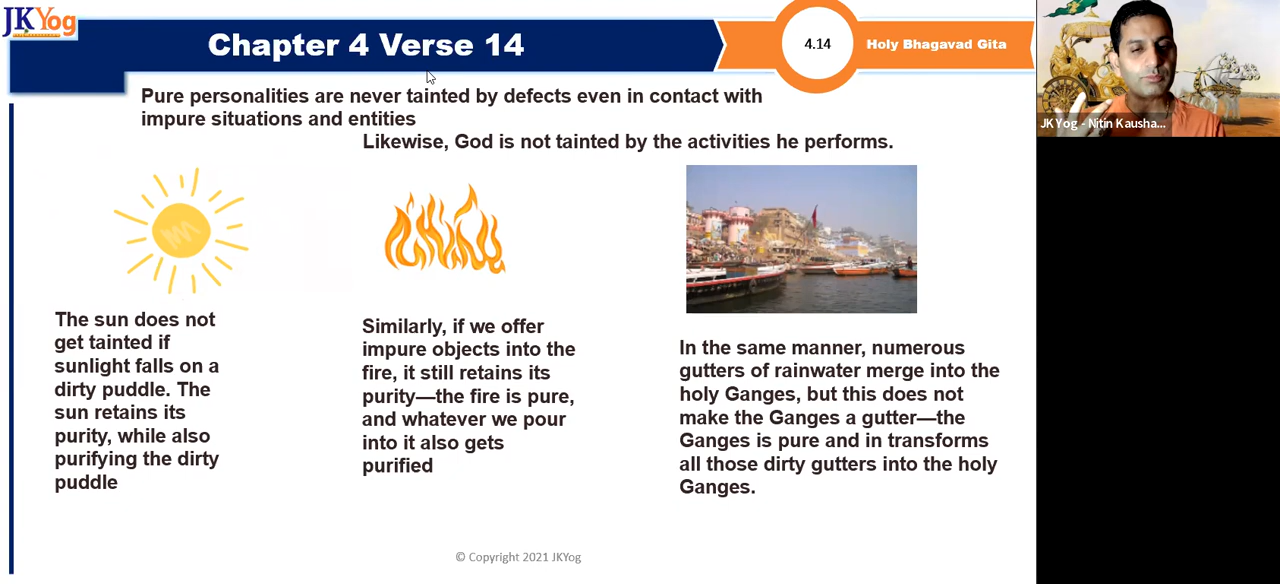 JKYog
Chapter 4 Verse 14
4.14
Holy Bhagavad Gita
JKYog - Nitin Kausha...
Pure personalities are never tainted by defects even in contact with
impure situations and entities
Likewise, God is not tainted by the activities he performs.
The sun does not
get tainted if
sunlight falls on a
dirty puddle. The
sun retains its
purity, while also
purifying the dirty
puddle
Similarly, if we offer
impure objects into the
fire, it still retains its
purity—the fire is pure,
and whatever we pour
into it also gets
purified
In the same manner, numerous
gutters of rainwater merge into the
holy Ganges, but this does not
make the Ganges a gutter—the
Ganges is pure and in transforms
all those dirty gutters into the holy
Ganges.
© Copyright 2021 JKYog